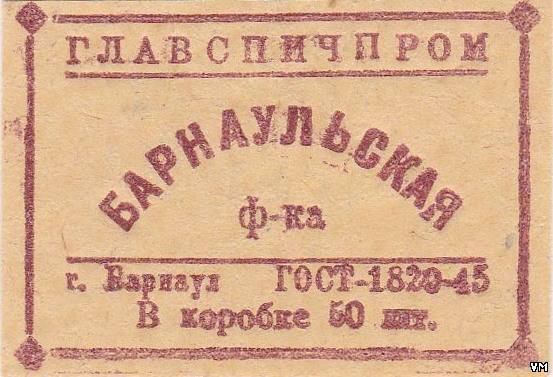 ГЛАВСПИЧПРОМ
БАРНАУЛЬСКАЯ
ф-ка
г. Барнаул ГОСТ-1820-45
В коробке 50 шт.
VM